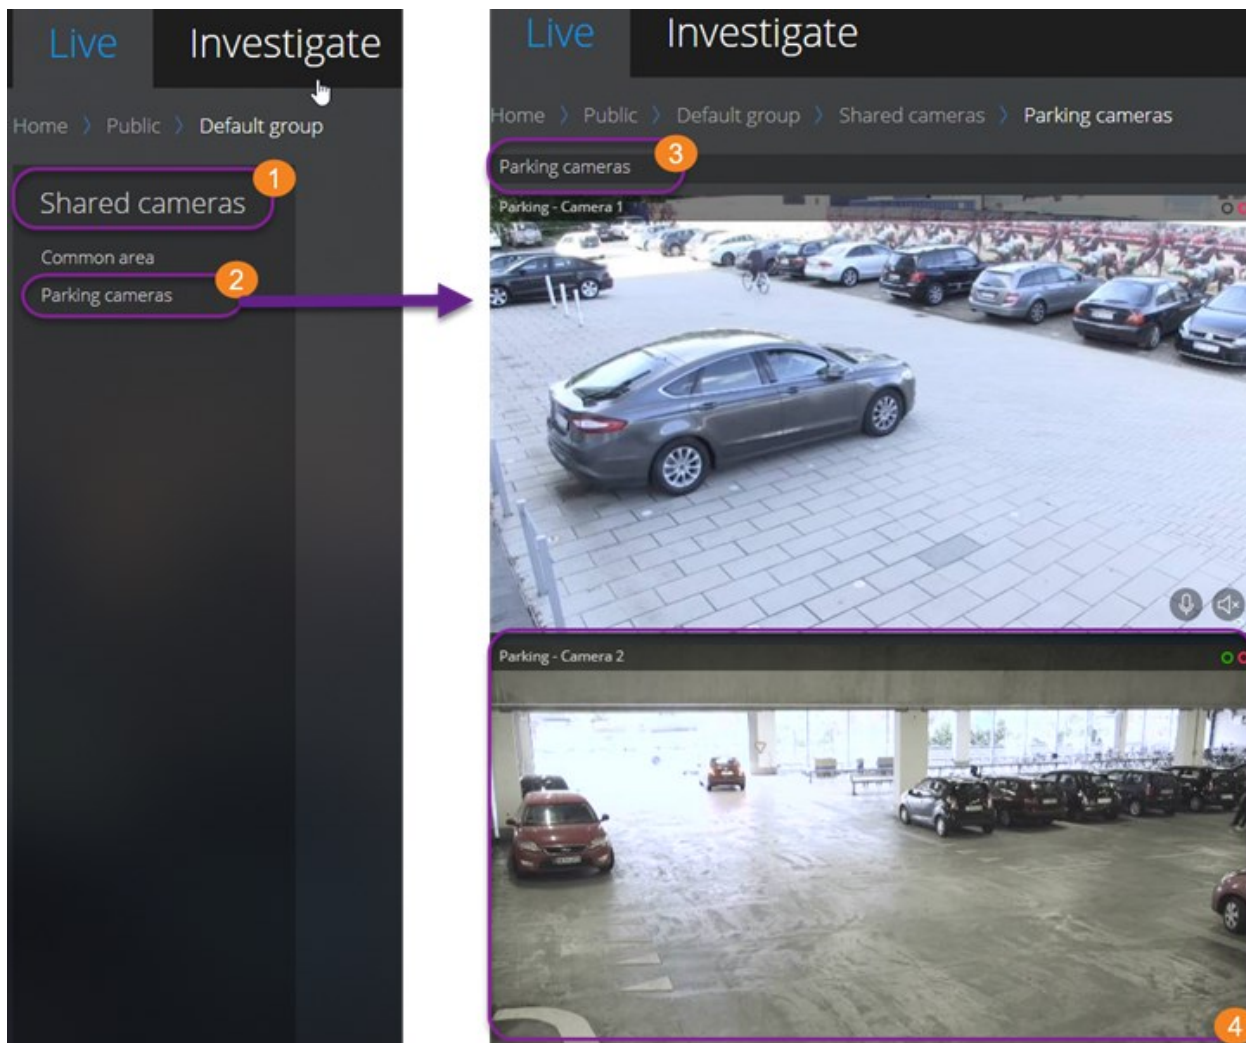 Live Investigate
Home > Public > Default group
1
Shared cameras
Common area
2
Parking cameras
Live Investigate
Home > Public > Default group > Shared cameras > Parking cameras
3
Parking cameras
Parking - Camera 1
Parking - Camera 2
4